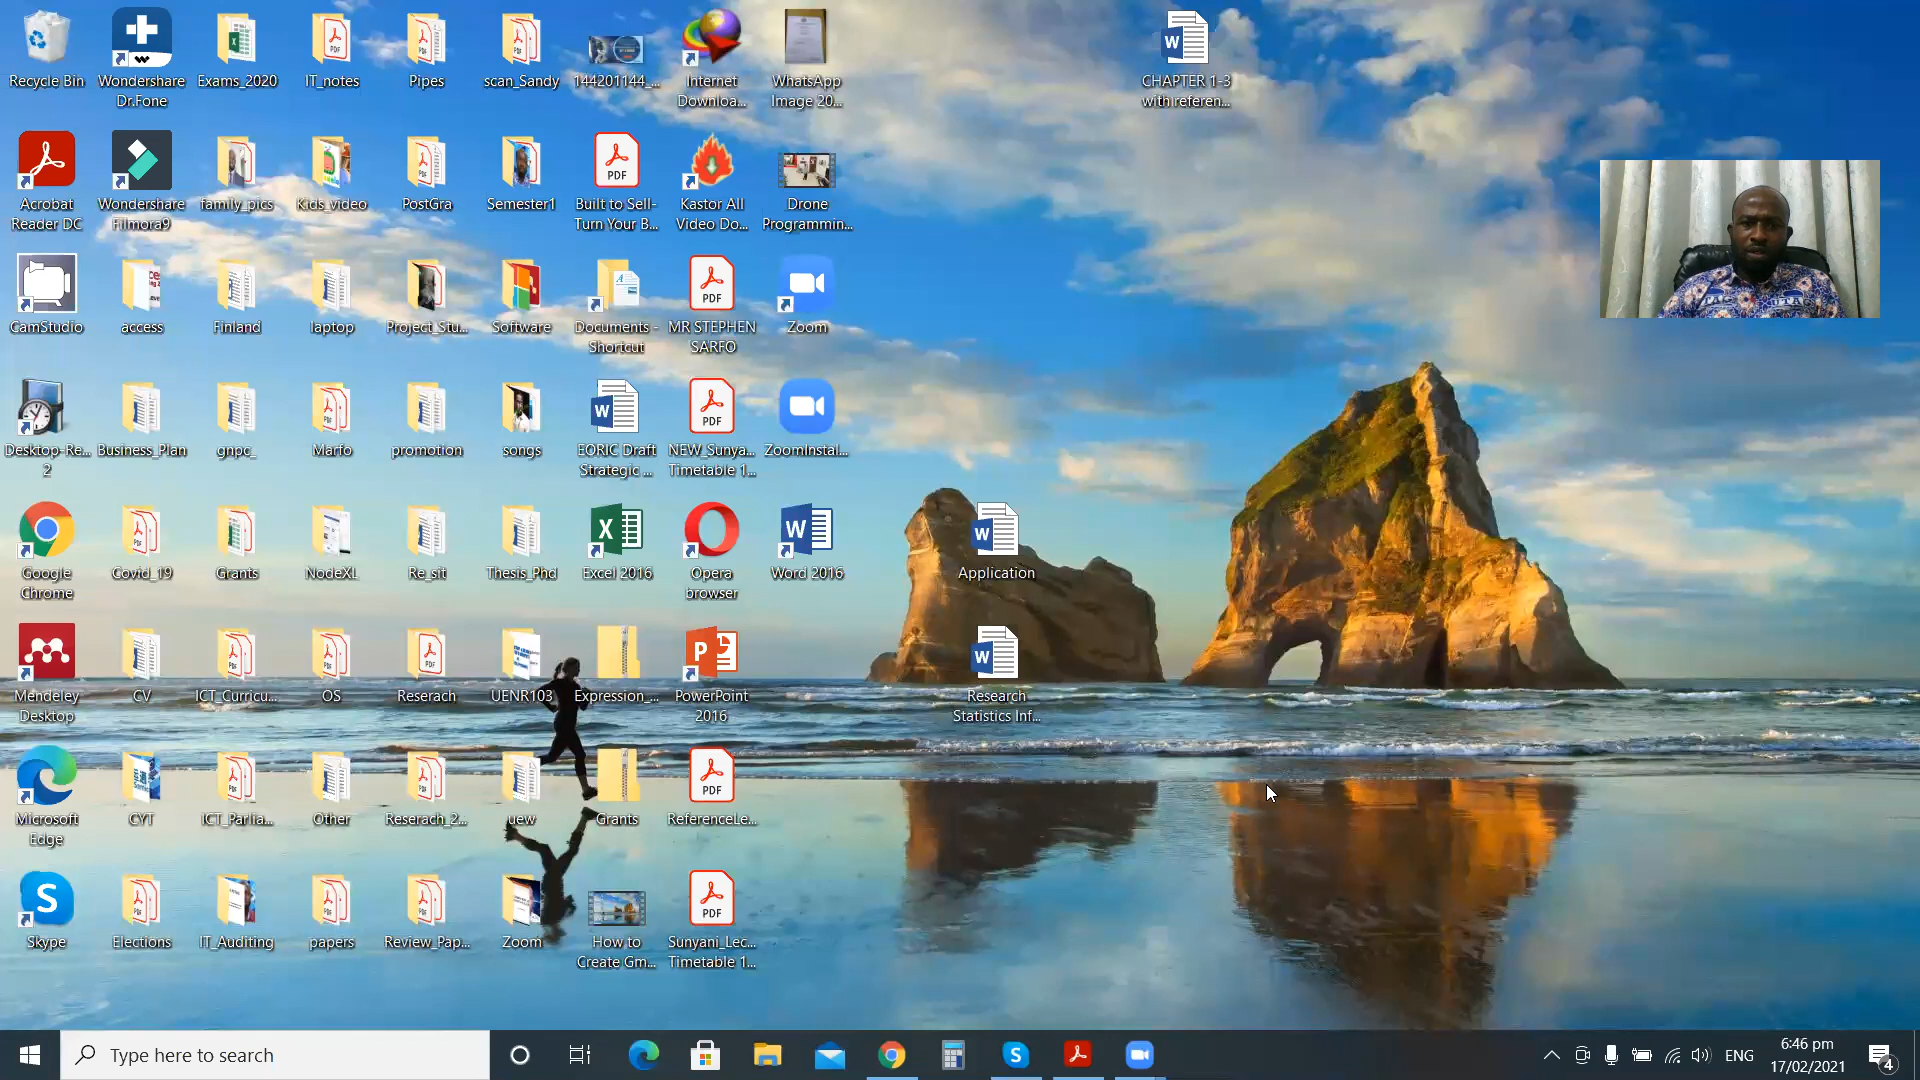 Recycle Bin
Wondershare
Dr.Fone
Exams_2020
IT_notes
Pipes
scan_Sandy
144201144_...
Internet
Downloa...
WhatsApp
Image 20...
CHAPTER 1-3
with referen...
Acrobat
Reader DC
Wondershare
Filmora9
family_pics
Kids_video
PostGra
Semester1
Built to Sell-
Turn Your B...
Kastor All
Video Do...
Drone
Programmin...
CamStudio
access
Finland
laptop
Project_Stu...
Software
Documents -
Shortcut
MR STEPHEN
SARFO
Zoom
Desktop-Re...
2
Business_Plan
gnpc_
Marfo
promotion
songs
EORIC Draft
Strategic ...
NEW_Sunya...
Timetable 1...
ZoomInstal...
Google
Chrome
Covid_19
Grants
NodeXL
Re_sit
Thesis_Phd
Excel 2016
Opera
browser
Word 2016
Application
Mendeley
Desktop
CV
ICT_Curricu...
OS
Reserach
UENR103
Expression_...
PowerPoint
2016
Research
Statistics Inf...
Microsoft
Edge
CYT
ICT_Parlia...
Other
Reserach_2...
uew
Grants
ReferenceLe...
Skype
Elections
IT_Auditing
papers
Review_Pap...
Zoom
How to
Create Gm...
Sunyani_Lec...
Timetable 1...
Type here to search
ENG
6:46 pm
17/02/2021
4